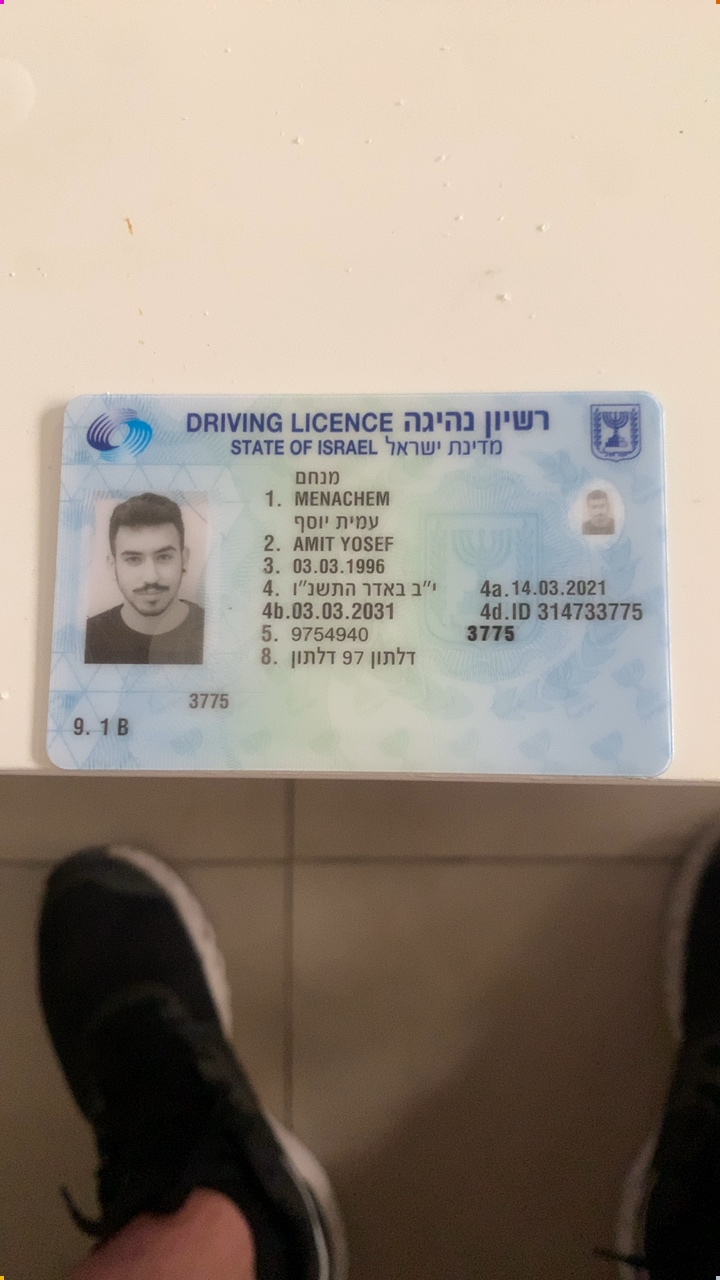 DRIVING LICENCE רשיון נהיגה
STATE OF ISRAEL מדינת ישראל
מנחם
1. MENACHEM
עמית יוסף
2. AMIT YOSEF
3. 03.03.1996
4. י"ב באדר התשנ"ו 4a.14.03.2021
4b.03.03.2031 4d.ID 314733775
5. 9754940 3775
8. דלתון 97 דלתון
3775
9. 1 B